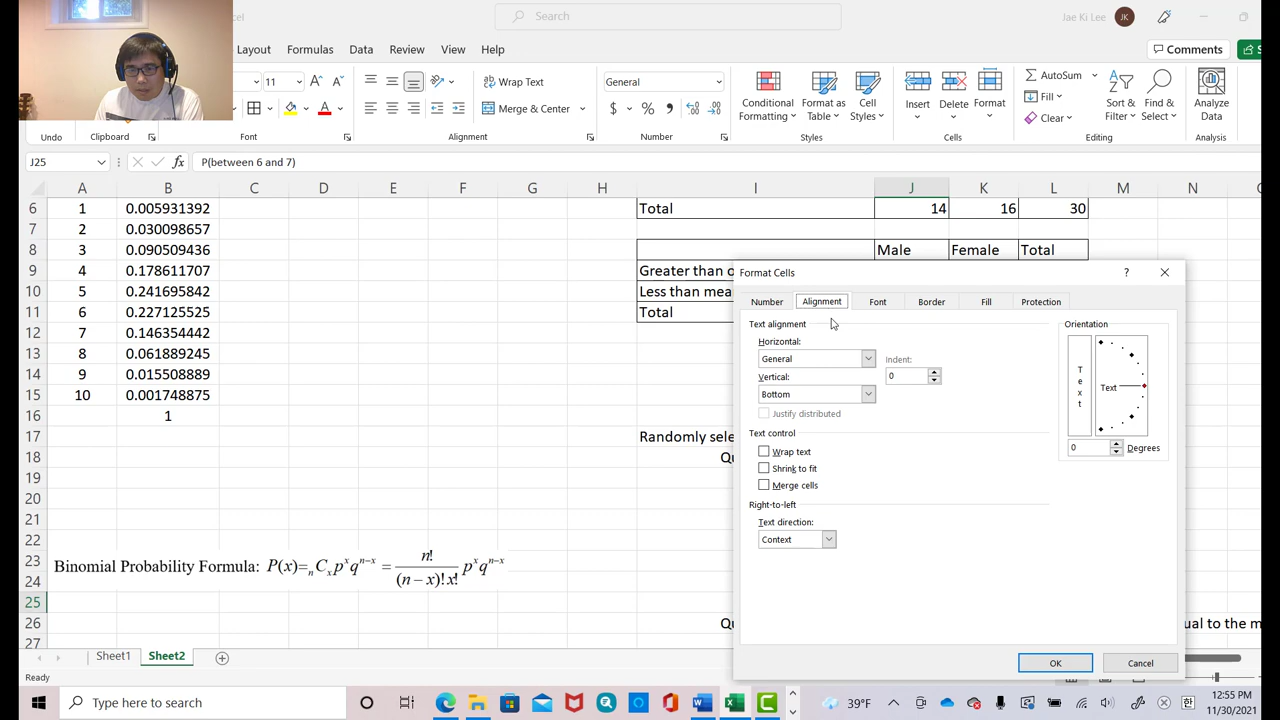 cel
Search
Jae Ki Lee
JK
Layout
Formulas
Data
Review
View
Help
Comments
S
11
Wrap Text
General
Merge & Center
$
%
Conditional Formatting
Format as Table
Cell Styles
Insert
Delete
Format
AutoSum
Fill
Clear
Sort & Filter
Find & Select
Analyze Data
Undo
Clipboard
Font
Alignment
Number
Styles
Cells
Editing
Analysis
J25
fx
P(between 6 and 7)
A B C D E F G H I J K L M N
6 1 0.005931392 Total 14 16 30
7 2 0.030098657
8 3 0.090509436 Male Female Total
9 4 0.178611707 Greater than o
10 5 0.241695842 Less than mea
11 6 0.227125525 Total
12 7 0.146354442
13 8 0.061889245
14 9 0.015508889
15 10 0.001748875
16 1
17 Randomly sele
18 Qu
19
20
21
22
23
24
Binomial Probability Formula: P(x)=nCx p^x q^n−x = n! / (n − x)! x! p^x q^n−x
25
26 Qu ual to the m
27
Format Cells
?
Number
Alignment
Font
Border
Fill
Protection
Text alignment
Horizontal:
General
Indent:
0
Vertical:
Bottom
Justify distributed
Text control
Wrap text
Shrink to fit
Merge cells
Right-to-left
Text direction:
Context
Orientation
Text
Text
0
Degrees
OK
Cancel
Sheet1
Sheet2
Ready
Type here to search
39°F
한
12:55 PM
11/30/2021